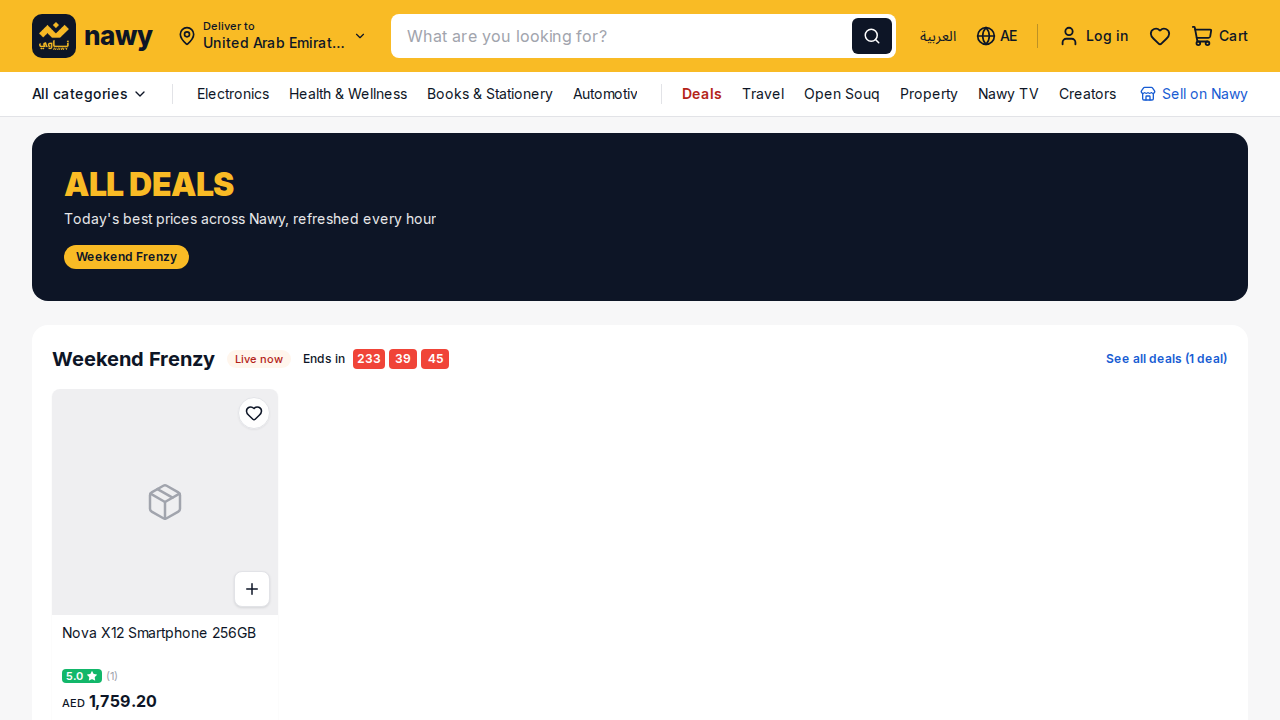 ناوي
nawy
Deliver to
United Arab Emirat...
What are you looking for?
العربية
AE
Log in
Cart
All categories
Electronics
Health & Wellness
Books & Stationery
Automotiv
Deals
Travel
Open Souq
Property
Nawy TV
Creators
Sell on Nawy
ALL DEALS
Today's best prices across Nawy, refreshed every hour
Weekend Frenzy
Weekend Frenzy
Live now
Ends in
233 39 45
See all deals (1 deal)
Nova X12 Smartphone 256GB
5.0 (1)
AED 1,759.20